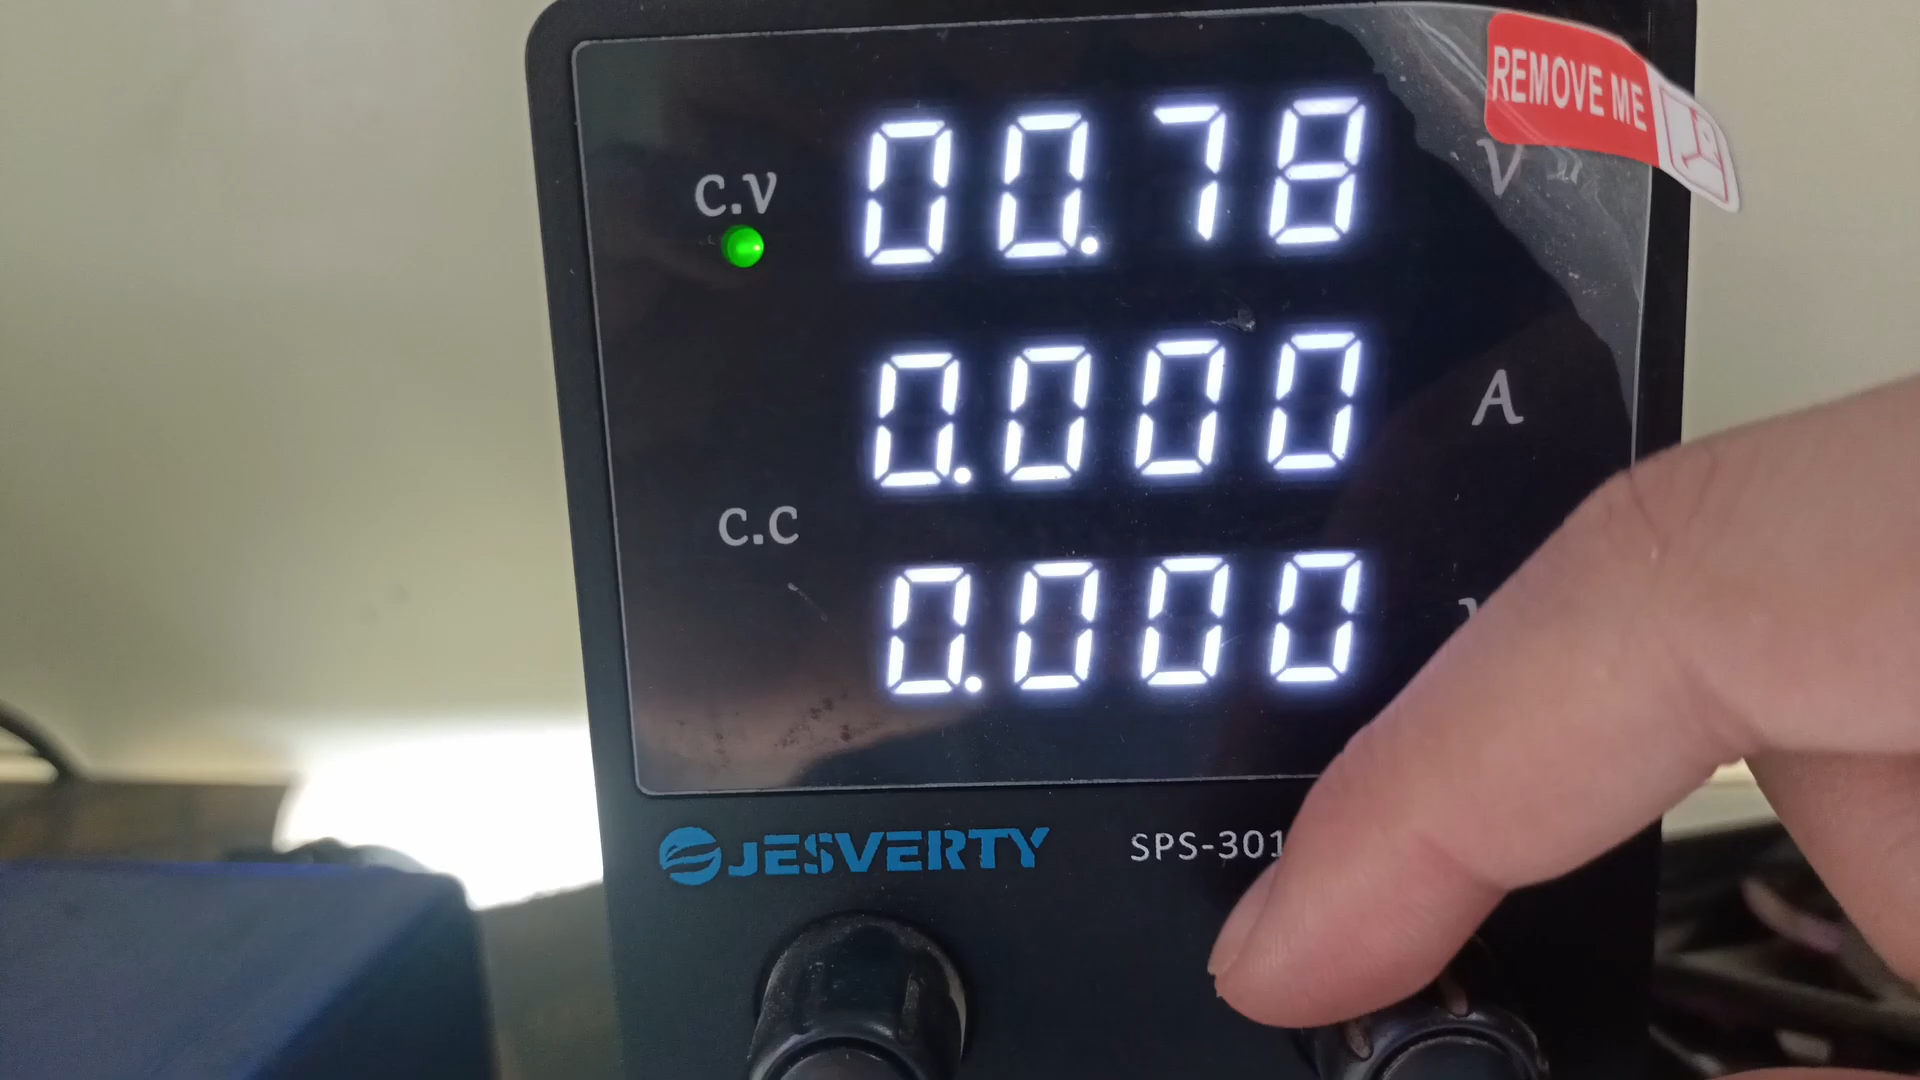 REMOVE ME
C.V 00.78 V
0.000 A
C.C
0.000
JESVERTY SPS-301